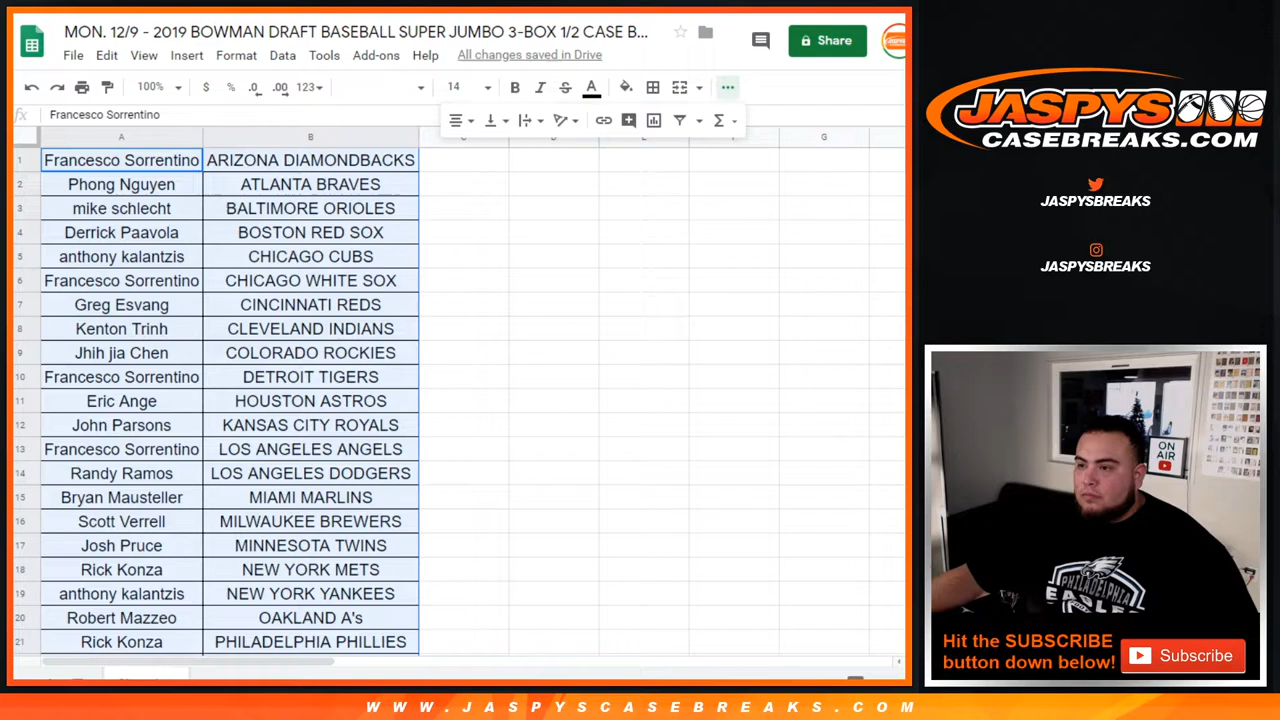 MON. 12/9 - 2019 BOWMAN DRAFT BASEBALL SUPER JUMBO 3-BOX 1/2 CASE B...
File Edit View Insert Format Data Tools Add-ons Help All changes saved in Drive
Share
100% $ % .0 .00 123 14 B I S A
fx Francesco Sorrentino
A B G
1 Francesco Sorrentino ARIZONA DIAMONDBACKS
2 Phong Nguyen ATLANTA BRAVES
3 mike schlecht BALTIMORE ORIOLES
4 Derrick Paavola BOSTON RED SOX
5 anthony kalantzis CHICAGO CUBS
6 Francesco Sorrentino CHICAGO WHITE SOX
7 Greg Esvang CINCINNATI REDS
8 Kenton Trinh CLEVELAND INDIANS
9 Jhih jia Chen COLORADO ROCKIES
10 Francesco Sorrentino DETROIT TIGERS
11 Eric Ange HOUSTON ASTROS
12 John Parsons KANSAS CITY ROYALS
13 Francesco Sorrentino LOS ANGELES ANGELS
14 Randy Ramos LOS ANGELES DODGERS
15 Bryan Mausteller MIAMI MARLINS
16 Scott Verrell MILWAUKEE BREWERS
17 Josh Pruce MINNESOTA TWINS
18 Rick Konza NEW YORK METS
19 anthony kalantzis NEW YORK YANKEES
20 Robert Mazzeo OAKLAND A's
21 Rick Konza PHILADELPHIA PHILLIES
JASPYS
CASEBREAKS.COM
JASPYSBREAKS
JASPYSBREAKS
ON
AIR
PHILADELPHIA
EAGLES
Hit the SUBSCRIBE
button down below!
Subscribe
WWW.JASPYSCASEBREAKS.COM